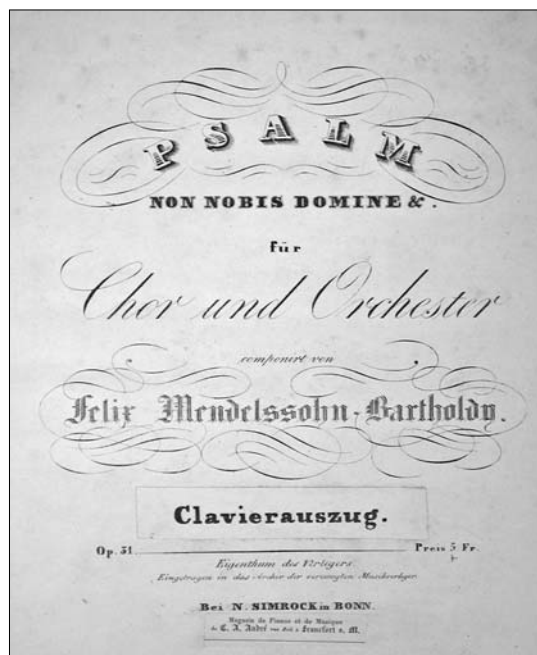 PSALM
NON NOBIS DOMINE &.
für
Chor und Orchester
componirt von
Felix Mendelssohn-Bartholdy.
Clavierauszug.
Op. 31. Preis 5 Fr.
Eigenthum des Verlegers.
Eingetragen in das Archiv der vereinigten Musikverleger.
Bei N. SIMROCK in BONN.
Magasin de Pianos et de Musique
de C. A. André Francfort s. M.